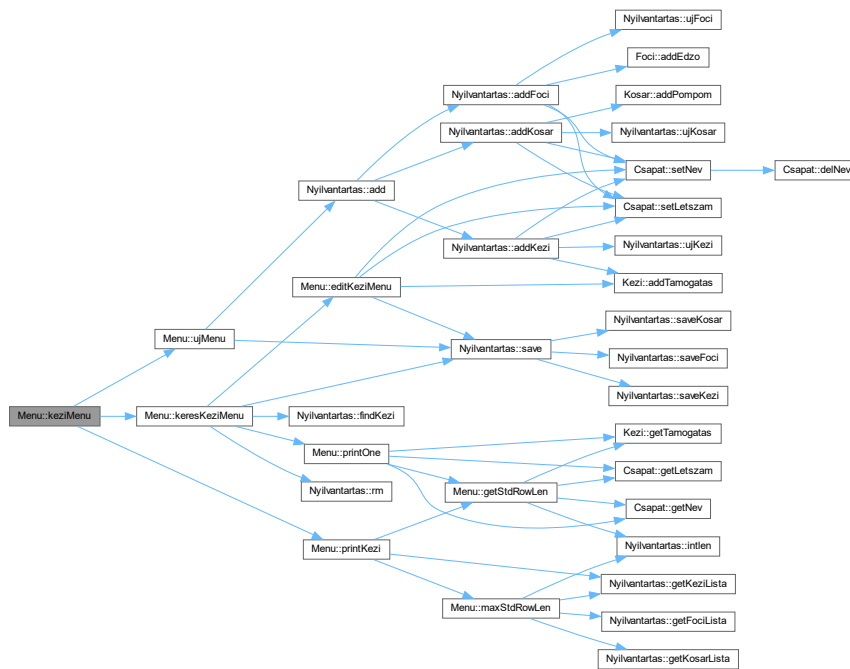 Nyilvantartas::ujFoci
Foci::addEdzo
Nyilvantartas::addFoci
Kosar::addPompom
Nyilvantartas::addKosar
Nyilvantartas::ujKosar
Csapat::setNev
Csapat::delNev
Nyilvantartas::add
Csapat::setLetszam
Nyilvantartas::addKezi
Nyilvantartas::ujKezi
Menu::editKeziMenu
Kezi::addTamogatas
Nyilvantartas::saveKosar
Menu::ujMenu
Nyilvantartas::save
Nyilvantartas::saveFoci
Nyilvantartas::saveKezi
Menu::keziMenu
Menu::keresKeziMenu
Nyilvantartas::findKezi
Kezi::getTamogatas
Menu::printOne
Csapat::getLetszam
Nyilvantartas::rm
Menu::getStdRowLen
Csapat::getNev
Menu::printKezi
Nyilvantartas::intlen
Nyilvantartas::getKeziLista
Menu::maxStdRowLen
Nyilvantartas::getFociLista
Nyilvantartas::getKosarLista